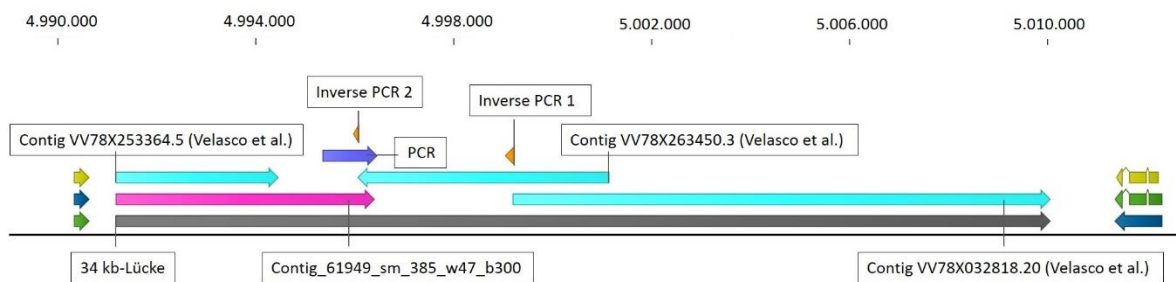 4.990.000 4.994.000 4.998.000 5.002.000 5.006.000 5.010.000
Inverse PCR 2 Inverse PCR 1
Contig VV78X253364.5 (Velasco et al.) PCR Contig VV78X263450.3 (Velasco et al.)
34 kb-Lücke Contig_61949_sm_385_w47_b300 Contig VV78X032818.20 (Velasco et al.)